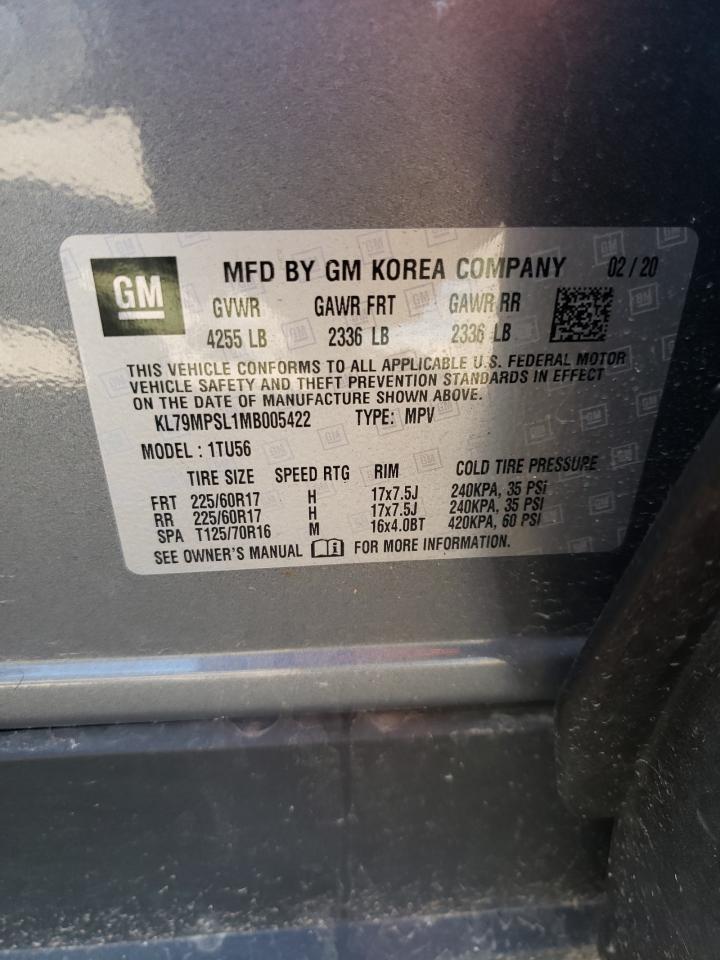 GM MFD BY GM KOREA COMPANY 02 / 20
GVWR GAWR FRT GAWR RR
4255 LB 2336 LB 2336 LB
THIS VEHICLE CONFORMS TO ALL APPLICABLE U.S. FEDERAL MOTOR
VEHICLE SAFETY AND THEFT PREVENTION STANDARDS IN EFFECT
ON THE DATE OF MANUFACTURE SHOWN ABOVE.
KL79MPSL1MB005422 TYPE: MPV
MODEL : 1TU56
TIRE SIZE SPEED RTG RIM COLD TIRE PRESSURE
FRT 225/60R17 H 17x7.5J 240KPA, 35 PSi
RR 225/60R17 H 17x7.5J 240KPA, 35 PSI
SPA T125/70R16 M 16x4.0BT 420KPA, 60 PSI
SEE OWNER'S MANUAL FOR MORE INFORMATION.